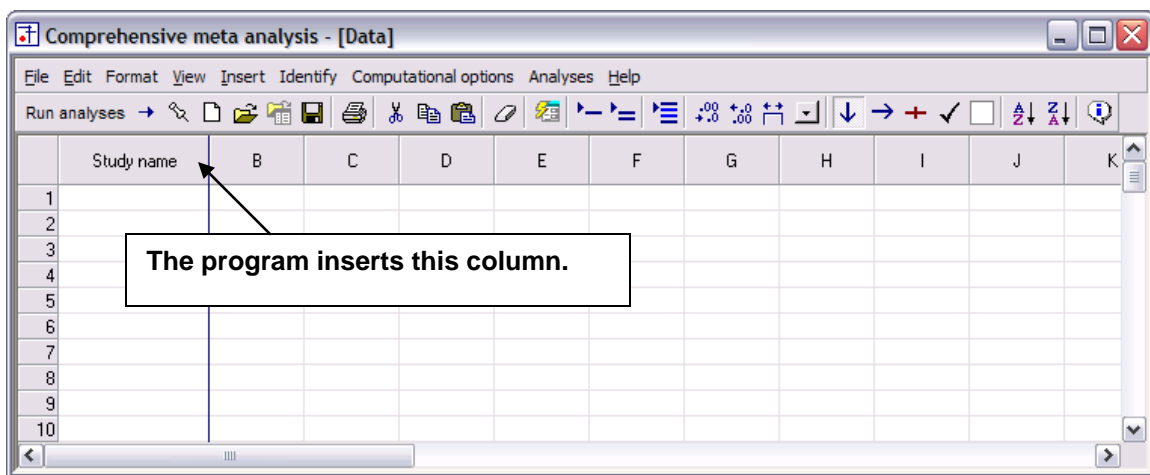 Comprehensive meta analysis - [Data]
File Edit Format View Insert Identify Computational options Analyses Help
Run analyses
Study name B C D E F G H I J K
1
2
3
The program inserts this column.
4
5
6
7
8
9
10